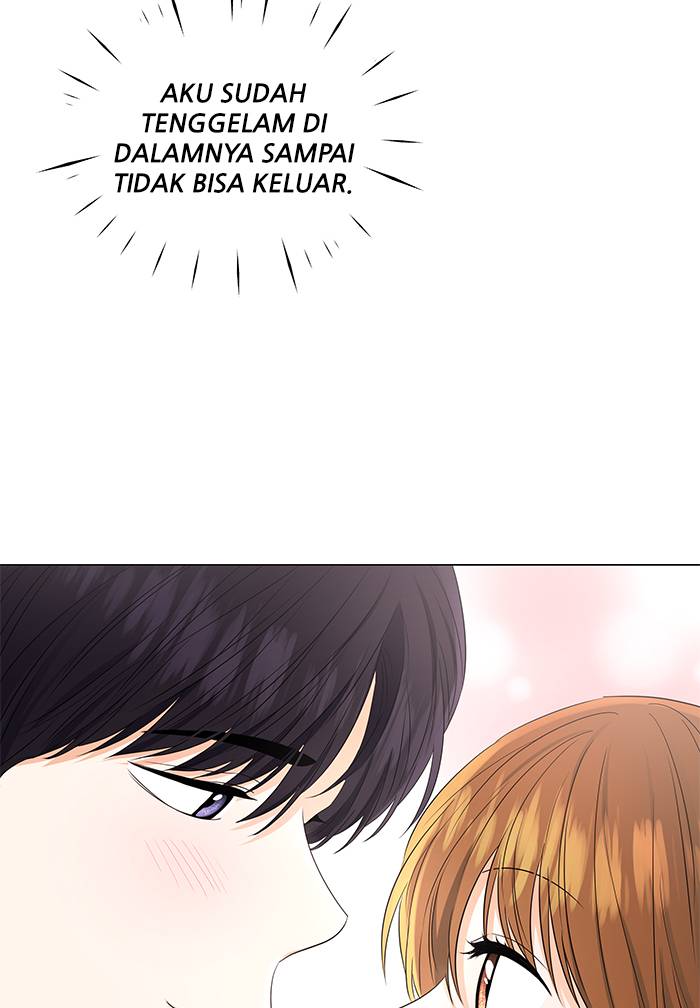 AKU SUDAH
TENGGELAM DI
DALAMNYA SAMPAI
TIDAK BISA KELUAR.